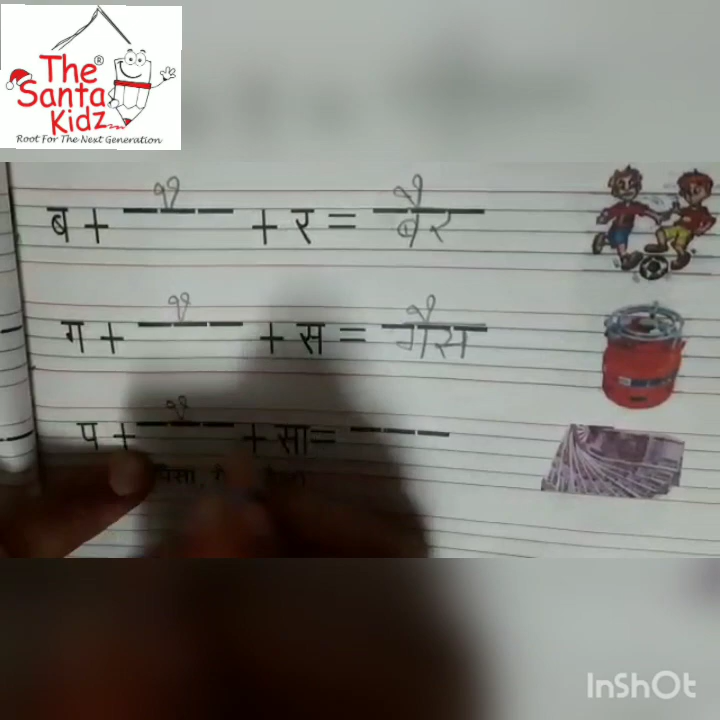 The
Santa
Kidz
Root For The Next Generation
ब + ै + र = बैर
ग + ै + स = गैस
प + ै + सा =
InShOt